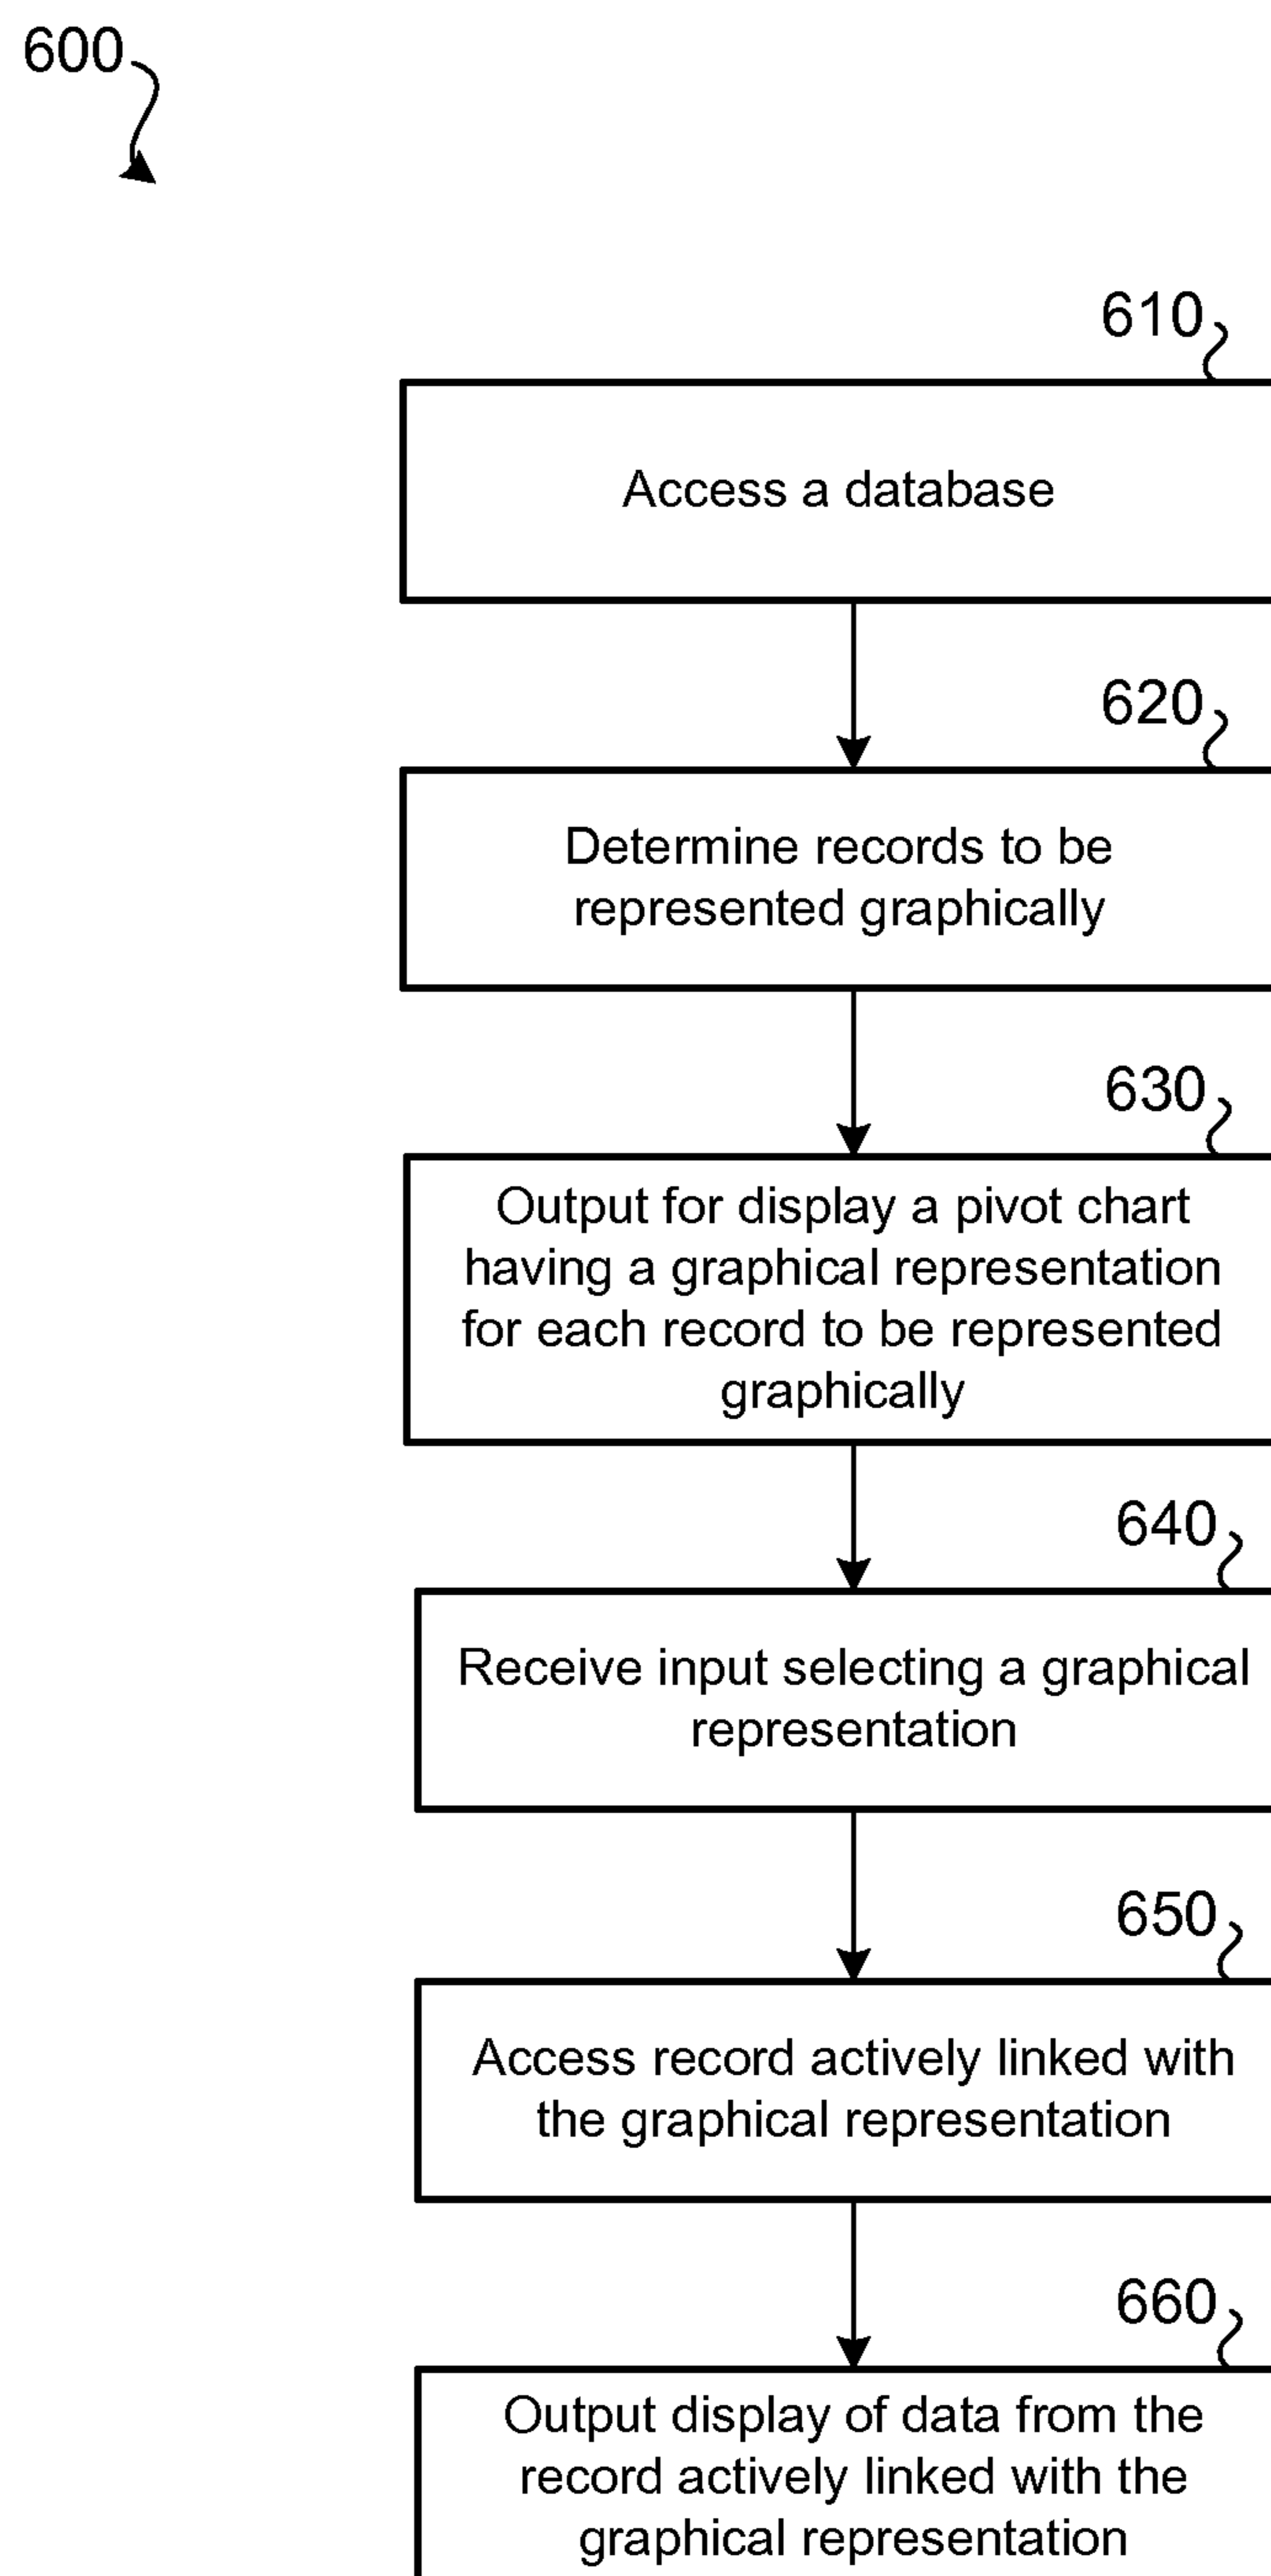 600
610
Access a database
620
Determine records to be
represented graphically
630
Output for display a pivot chart
having a graphical representation
for each record to be represented
graphically
640
Receive input selecting a graphical
representation
650
Access record actively linked with
the graphical representation
660
Output display of data from the
record actively linked with the
graphical representation